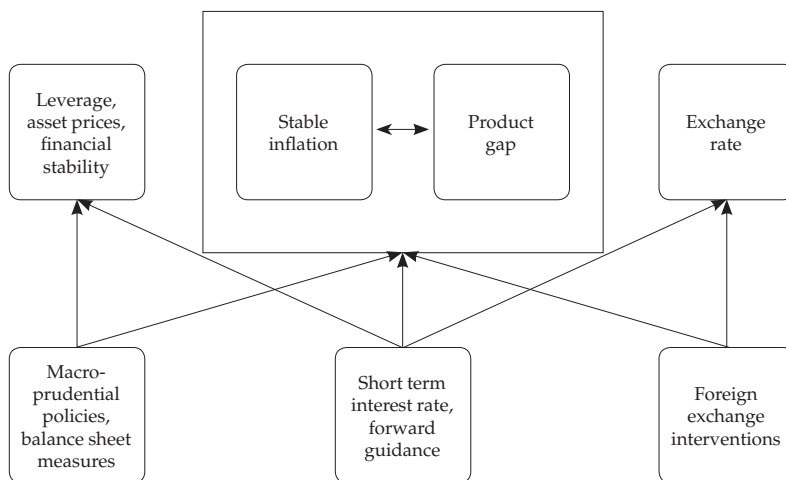 Leverage,
asset prices,
financial
stability
Stable
inflation
Product
gap
Exchange
rate
Macro-
prudential
policies,
balance sheet
measures
Short term
interest rate,
forward
guidance
Foreign
exchange
interventions